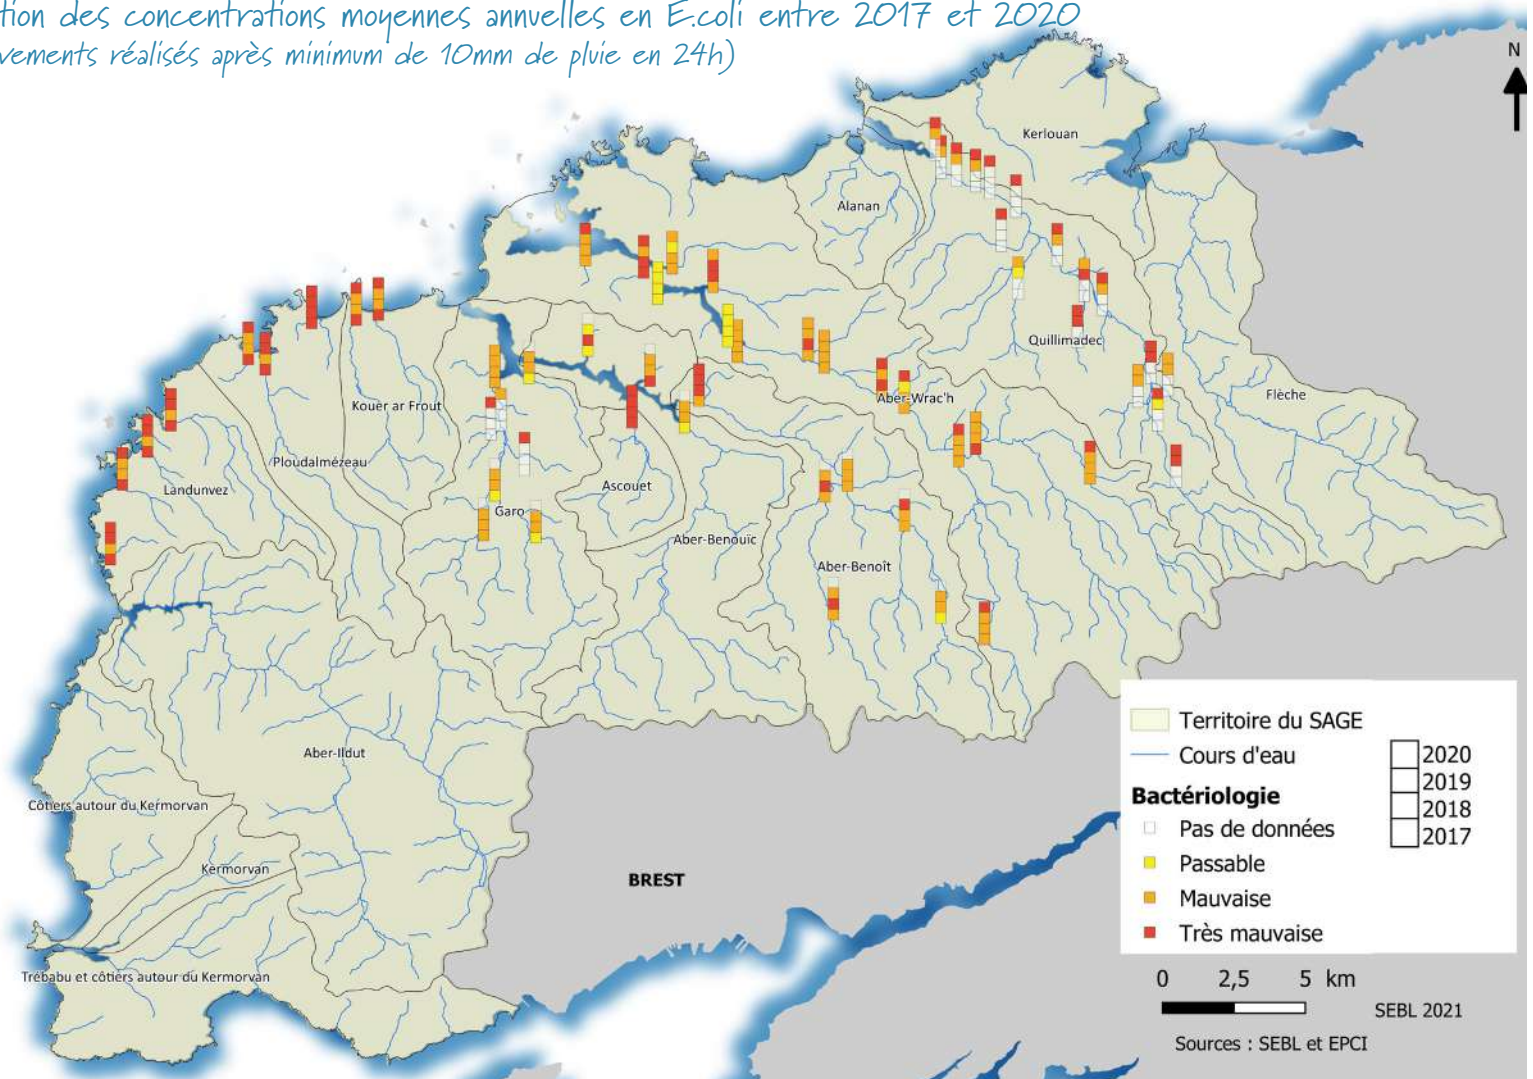 tion des concentrations moyennes annuelles en E.coli entre 2017 et 2020
vements réalisés après minimum de 10mm de pluie en 24h)
N
Kerlouan
Alanan
Quillimadec
Flèche
Aber-Wrac'h
Kouer ar Frout
Ploudalmézeau
Landunvez
Ascouet
Garo
Aber-Benouïc
Aber-Benoît
Aber-Ildut
Côtiers autour du Kermorvan
Kermorvan
Trébabu et côtiers autour du Kermorvan
BREST
Territoire du SAGE
Cours d'eau
Bactériologie
Pas de données
Passable
Mauvaise
Très mauvaise
2020
2019
2018
2017
0 2,5 5 km
SEBL 2021
Sources : SEBL et EPCI